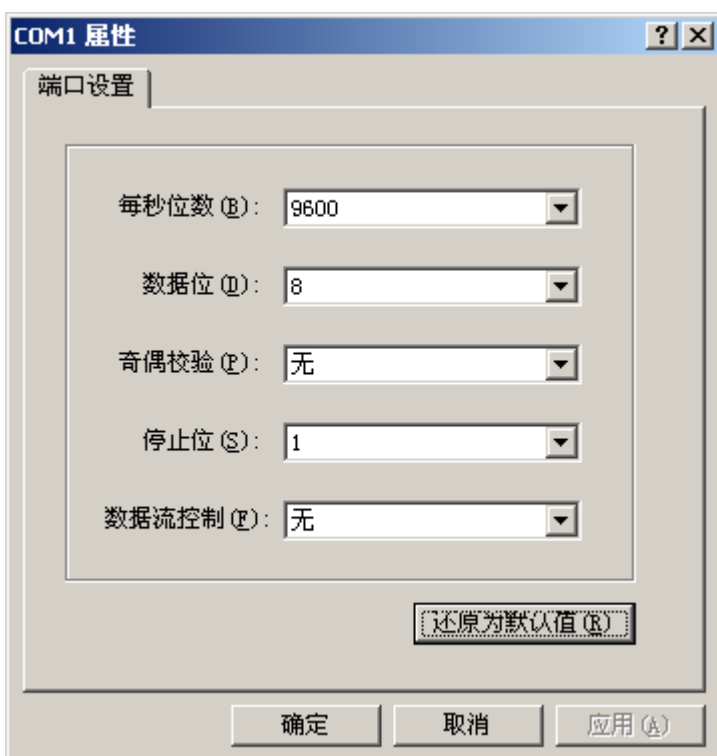 COM1 属性
端口设置
每秒位数(B): 9600
数据位(D): 8
奇偶校验(P): 无
停止位(S): 1
数据流控制(F): 无
还原为默认值(R)
确定 取消 应用(A)